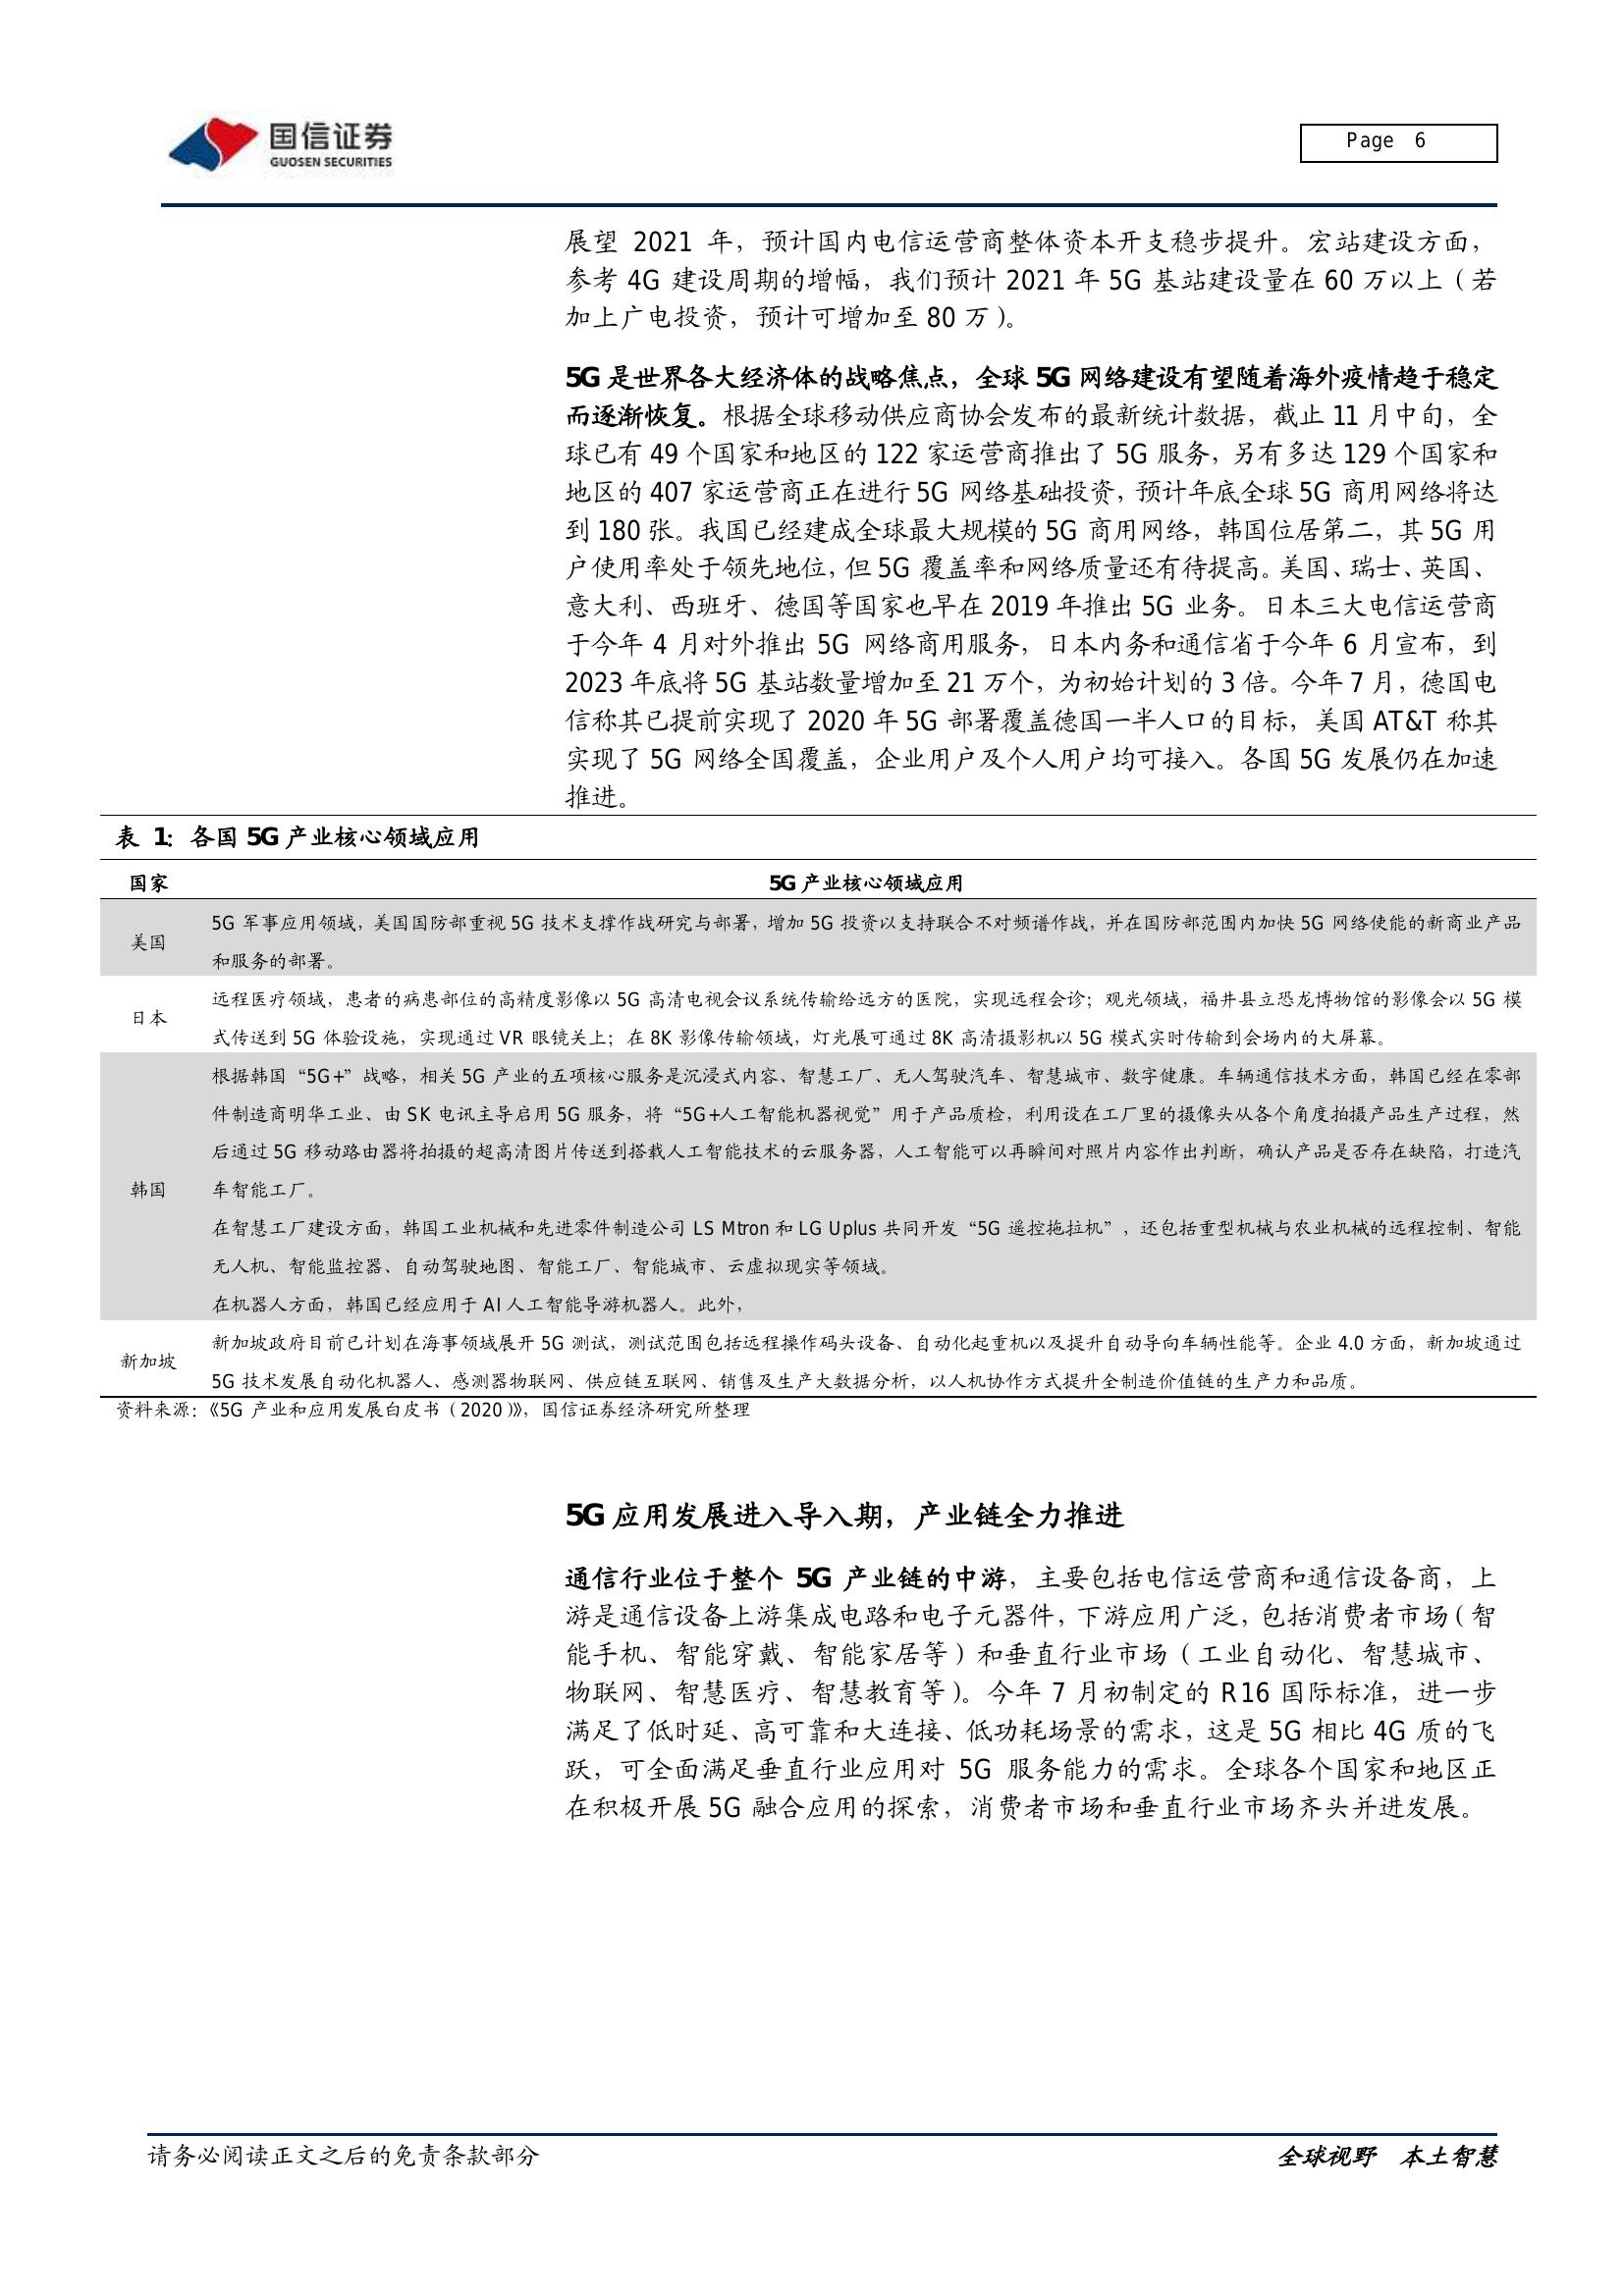 国信证券
GUOSEN SECURITIES
Page 6
展望 2021 年，预计国内电信运营商整体资本开支稳步提升。宏站建设方面，
参考 4G 建设周期的增幅，我们预计 2021 年 5G 基站建设量在 60 万以上（若
加上广电投资，预计可增加至 80 万）。
5G 是世界各大经济体的战略焦点，全球 5G 网络建设有望随着海外疫情趋于稳定
而逐渐恢复。根据全球移动供应商协会发布的最新统计数据，截止 11 月中旬，全
球已有 49 个国家和地区的 122 家运营商推出了 5G 服务，另有多达 129 个国家和
地区的 407 家运营商正在进行 5G 网络基础投资，预计年底全球 5G 商用网络将达
到 180 张。我国已经建成全球最大规模的 5G 商用网络，韩国位居第二，其 5G 用
户使用率处于领先地位，但 5G 覆盖率和网络质量还有待提高。美国、瑞士、英国、
意大利、西班牙、德国等国家也早在 2019 年推出 5G 业务。日本三大电信运营商
于今年 4 月对外推出 5G 网络商用服务，日本内务和通信省于今年 6 月宣布，到
2023 年底将 5G 基站数量增加至 21 万个，为初始计划的 3 倍。今年 7 月，德国电
信称其已提前实现了 2020 年 5G 部署覆盖德国一半人口的目标，美国 AT&T 称其
实现了 5G 网络全国覆盖，企业用户及个人用户均可接入。各国 5G 发展仍在加速
推进。
表 1：各国 5G 产业核心领域应用
国家 5G 产业核心领域应用
美国
5G 军事应用领域，美国国防部重视 5G 技术支撑作战研究与部署，增加 5G 投资以支持联合不对频谱作战，并在国防部范围内加快 5G 网络使能的新商业产品
和服务的部署。
日本
远程医疗领域，患者的病患部位的高精度影像以 5G 高清电视会议系统传输给远方的医院，实现远程会诊；观光领域，福井县立恐龙博物馆的影像会以 5G 模
式传送到 5G 体验设施，实现通过 VR 眼镜关上；在 8K 影像传输领域，灯光展可通过 8K 高清摄影机以 5G 模式实时传输到会场内的大屏幕。
韩国
根据韩国“5G+”战略，相关 5G 产业的五项核心服务是沉浸式内容、智慧工厂、无人驾驶汽车、智慧城市、数字健康。车辆通信技术方面，韩国已经在零部
件制造商明华工业、由 SK 电讯主导启用 5G 服务，将“5G+人工智能机器视觉”用于产品质检，利用设在工厂里的摄像头从各个角度拍摄产品生产过程，然
后通过 5G 移动路由器将拍摄的超高清图片传送到搭载人工智能技术的云服务器，人工智能可以再瞬间对照片内容作出判断，确认产品是否存在缺陷，打造汽
车智能工厂。
在智慧工厂建设方面，韩国工业机械和先进零件制造公司 LS Mtron 和 LG Uplus 共同开发“5G 遥控拖拉机”，还包括重型机械与农业机械的远程控制、智能
无人机、智能监控器、自动驾驶地图、智能工厂、智能城市、云虚拟现实等领域。
在机器人方面，韩国已经应用于 AI 人工智能导游机器人。此外，
新加坡
新加坡政府目前已计划在海事领域展开 5G 测试，测试范围包括远程操作码头设备、自动化起重机以及提升自动导向车辆性能等。企业 4.0 方面，新加坡通过
5G 技术发展自动化机器人、感测器物联网、供应链互联网、销售及生产大数据分析，以人机协作方式提升全制造价值链的生产力和品质。
资料来源：《5G 产业和应用发展白皮书（2020）》，国信证券经济研究所整理
5G 应用发展进入导入期，产业链全力推进
通信行业位于整个 5G 产业链的中游，主要包括电信运营商和通信设备商，上
游是通信设备上游集成电路和电子元器件，下游应用广泛，包括消费者市场（智
能手机、智能穿戴、智能家居等）和垂直行业市场（工业自动化、智慧城市、
物联网、智慧医疗、智慧教育等）。今年 7 月初制定的 R16 国际标准，进一步
满足了低时延、高可靠和大连接、低功耗场景的需求，这是 5G 相比 4G 质的飞
跃，可全面满足垂直行业应用对 5G 服务能力的需求。全球各个国家和地区正
在积极开展 5G 融合应用的探索，消费者市场和垂直行业市场齐头并进发展。
请务必阅读正文之后的免责条款部分
全球视野 本土智慧